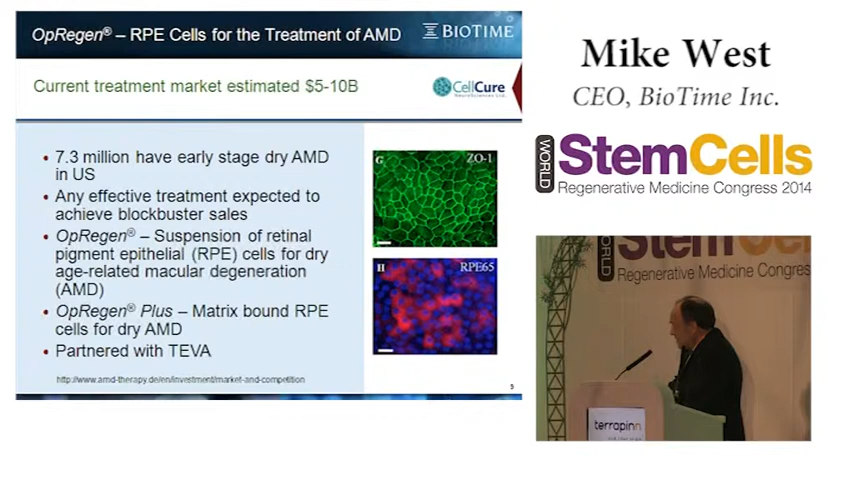 OpRegen® – RPE Cells for the Treatment of AMD
BIOTIME
Current treatment market estimated $5-10B
CellCure
NeuroSciences Ltd.
• 7.3 million have early stage dry AMD
in US
• Any effective treatment expected to
achieve blockbuster sales
• OpRegen® – Suspension of retinal
pigment epithelial (RPE) cells for dry
age-related macular degeneration
(AMD)
• OpRegen® Plus – Matrix bound RPE
cells for dry AMD
• Partnered with TEVA
http://www.amd-therapy.de/en/investment/market-and-competition
G
ZO-1
H
RPE65
9
Mike West
CEO, BioTime Inc.
WORLD
StemCells
Regenerative Medicine Congress 2014
WORLD
StemCells
Regenerative Medicine Congres
terrapinn